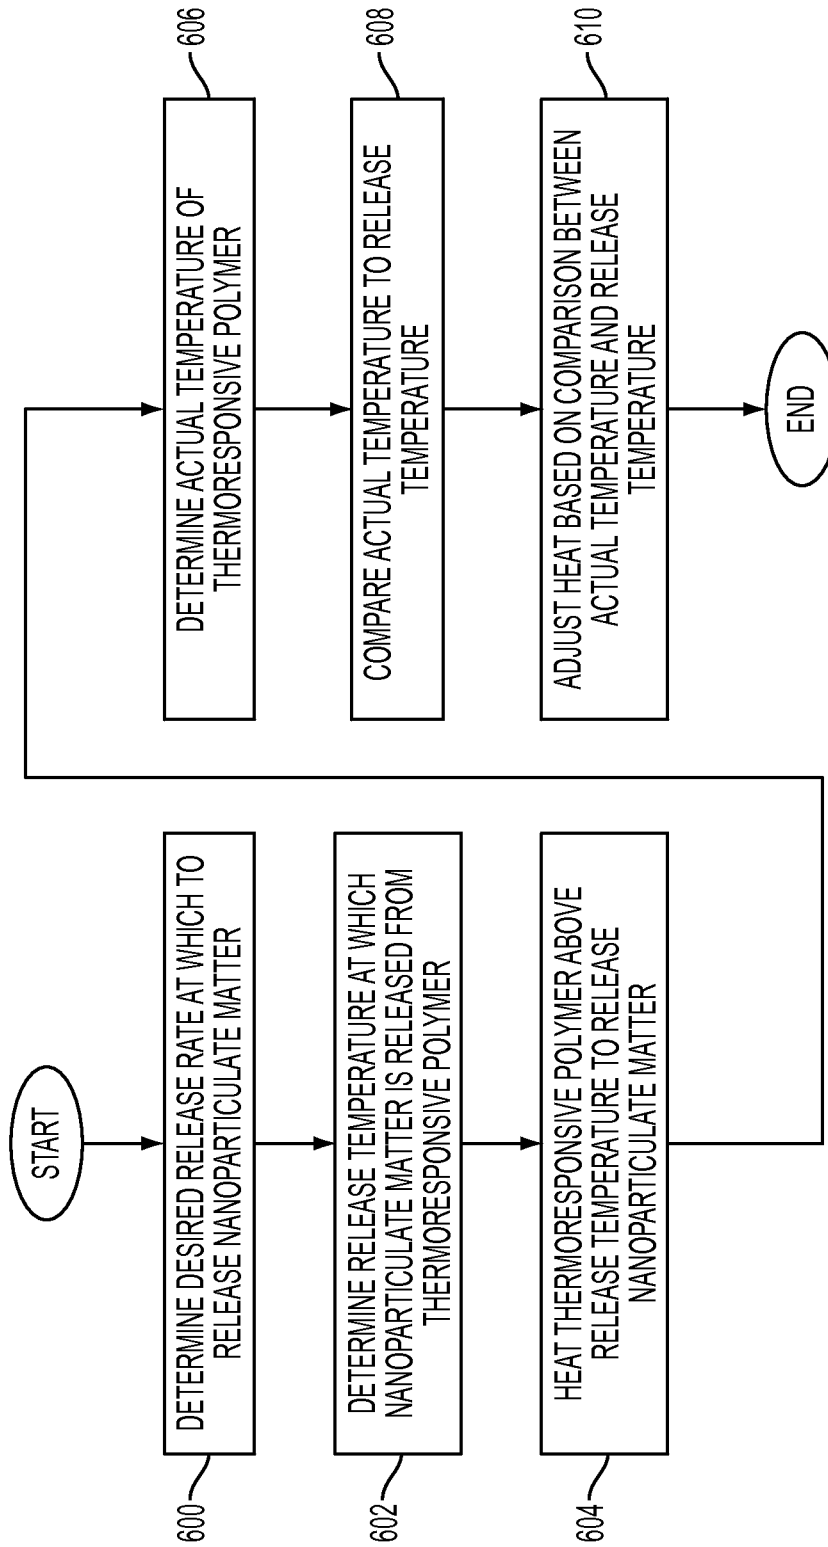 START
600
DETERMINE DESIRED RELEASE RATE AT WHICH TO
RELEASE NANOPARTICULATE MATTER
602
DETERMINE RELEASE TEMPERATURE AT WHICH
NANOPARTICULATE MATTER IS RELEASED FROM
THERMORESPONSIVE POLYMER
604
HEAT THERMORESPONSIVE POLYMER ABOVE
RELEASE TEMPERATURE TO RELEASE
NANOPARTICULATE MATTER
DETERMINE ACTUAL TEMPERATURE OF
THERMORESPONSIVE POLYMER
606
COMPARE ACTUAL TEMPERATURE TO RELEASE
TEMPERATURE
608
ADJUST HEAT BASED ON COMPARISON BETWEEN
ACTUAL TEMPERATURE AND RELEASE
TEMPERATURE
610
END